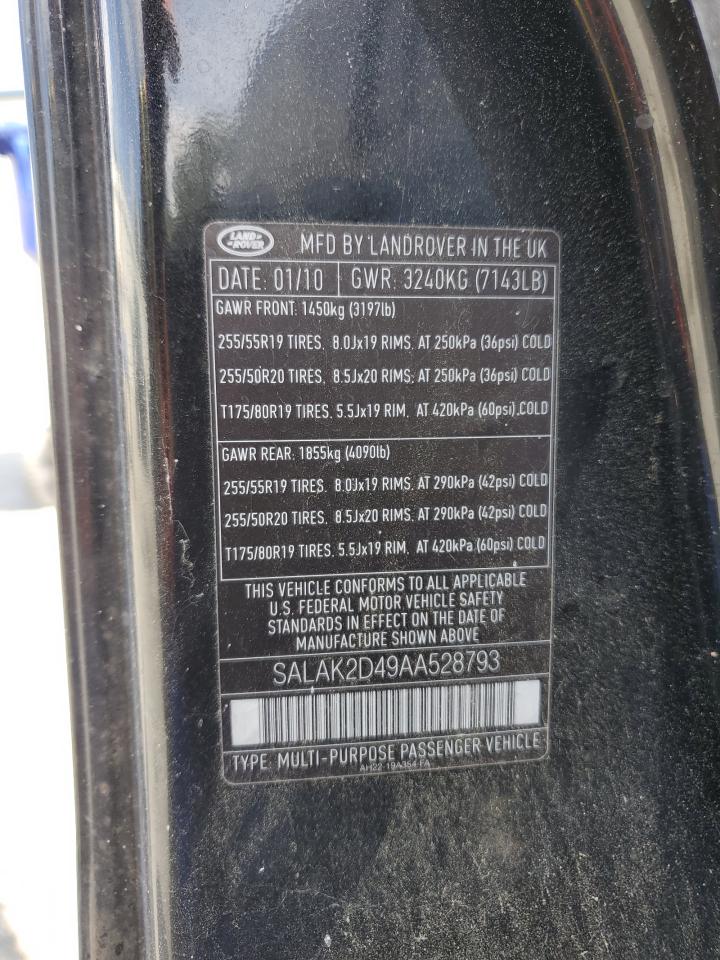 LAND-
-ROVER
MFD BY LANDROVER IN THE UK
DATE: 01/10 GWR: 3240KG (7143LB)
GAWR FRONT: 1450kg (3197lb)
255/55R19 TIRES, 8.0Jx19 RIMS, AT 250kPa (36psi) COLD
255/50R20 TIRES, 8.5Jx20 RIMS, AT 250kPa (36psi) COLD
T175/80R19 TIRES, 5.5Jx19 RIM, AT 420kPa (60psi) COLD
GAWR REAR: 1855kg (4090lb)
255/55R19 TIRES, 8.0Jx19 RIMS, AT 290kPa (42psi) COLD
255/50R20 TIRES, 8.5Jx20 RIMS, AT 290kPa (42psi) COLD
T175/80R19 TIRES, 5.5Jx19 RIM, AT 420kPa (60psi) COLD
THIS VEHICLE CONFORMS TO ALL APPLICABLE
U.S. FEDERAL MOTOR VEHICLE SAFETY
STANDARDS IN EFFECT ON THE DATE OF
MANUFACTURE SHOWN ABOVE
SALAK2D49AA528793
TYPE: MULTI-PURPOSE PASSENGER VEHICLE
AH22-19A354-FA